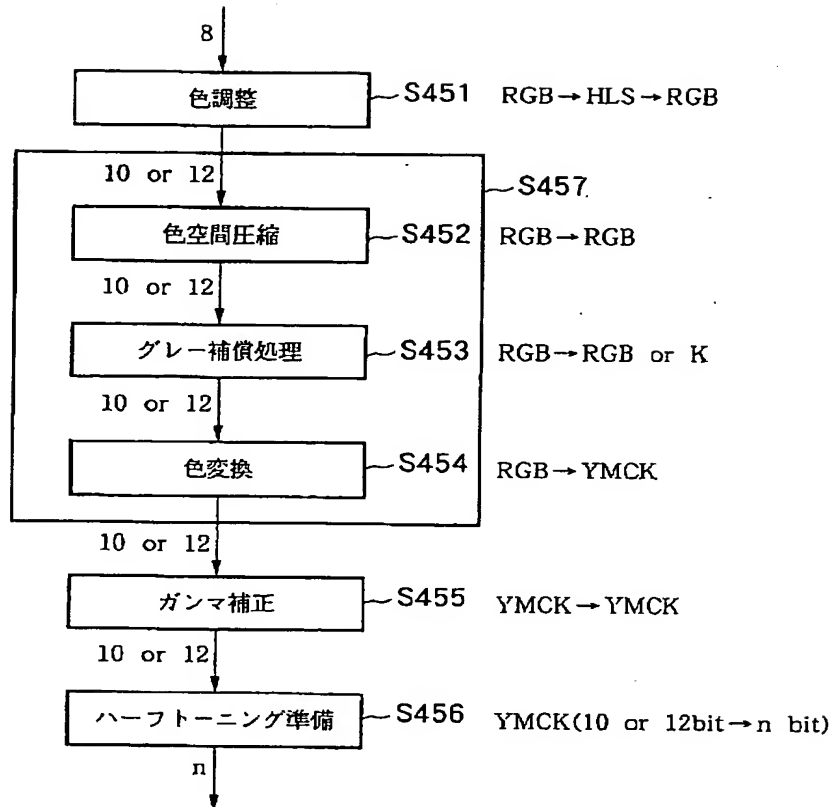 8
色調整 S451 RGB→HLS→RGB
10 or 12 S457
色空間圧縮 S452 RGB→RGB
10 or 12
グレー補償処理 S453 RGB→RGB or K
10 or 12
色変換 S454 RGB→YMCK
10 or 12
ガンマ補正 S455 YMCK→YMCK
10 or 12
ハーフトーニング準備 S456 YMCK(10 or 12bit→n bit)
n